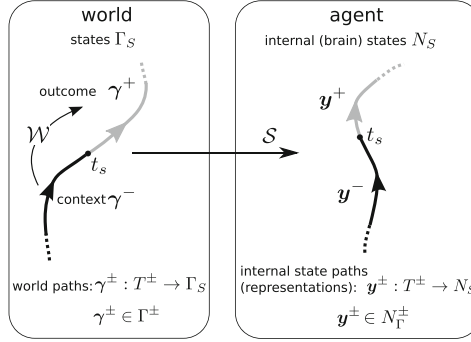 world
states Γ_S
outcome
γ⁺
𝒲
t_s
context γ⁻
world paths: γ^± : T^± → Γ_S
γ^± ∈ Γ^±
𝒮
agent
internal (brain) states N_S
y⁺
t_s
y⁻
internal state paths
(representations): y^± : T^± → N_S
y^± ∈ N_Γ^±